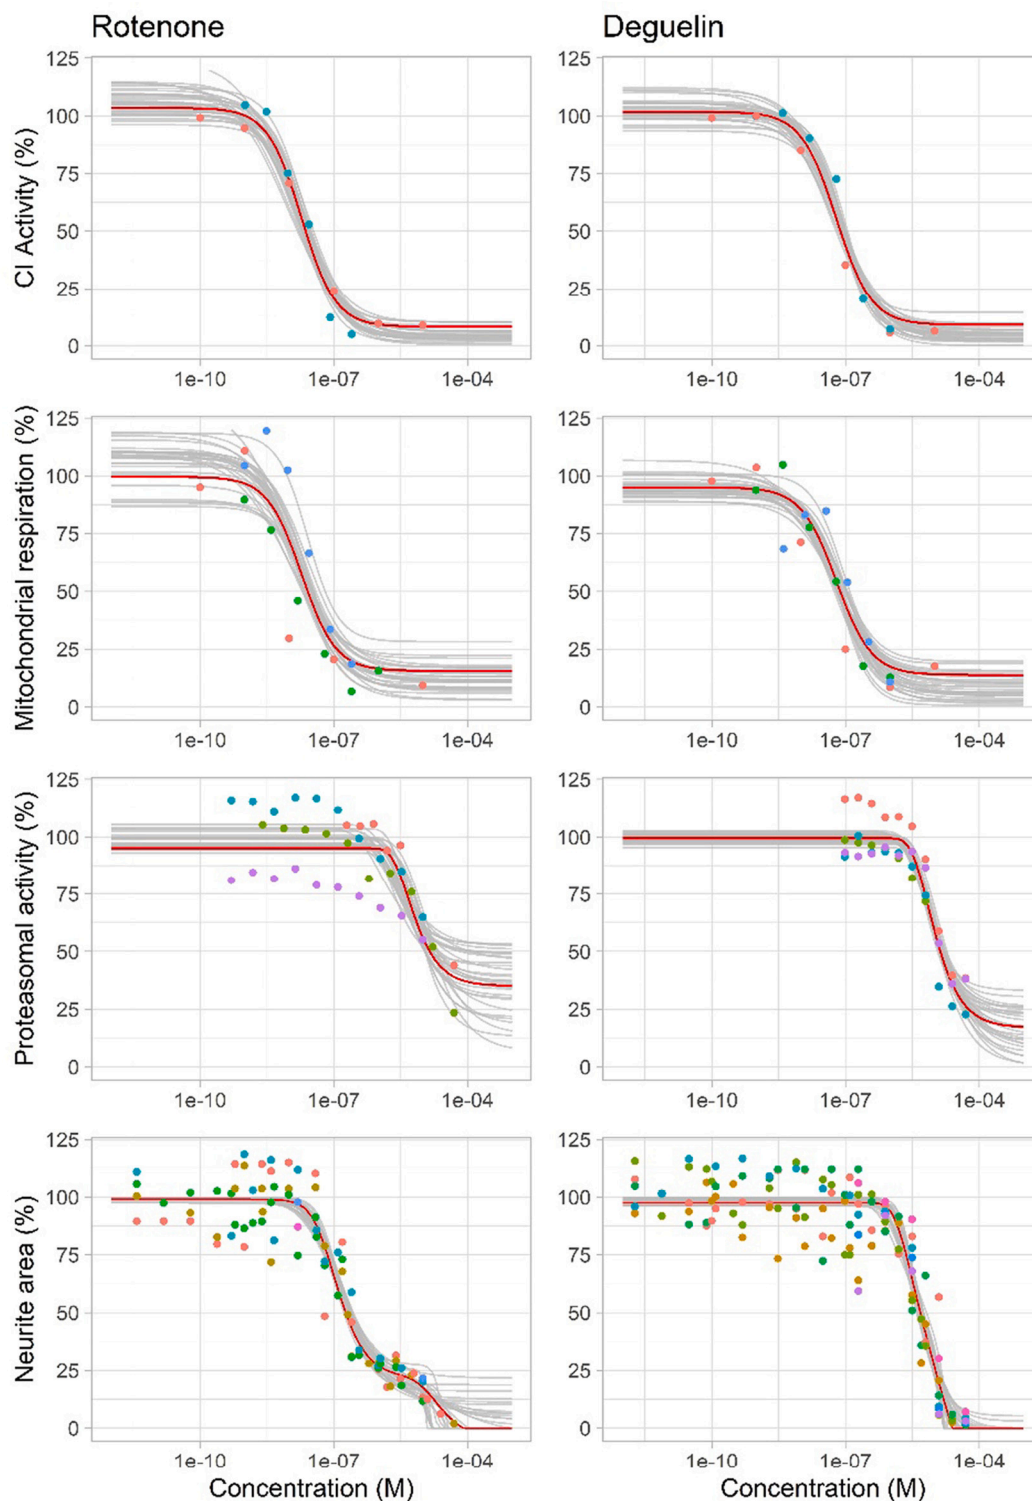 Rotenone Deguelin
CI Activity (%)
125 125
100 100
75 75
50 50
25 25
0 0
1e-10 1e-07 1e-04 1e-10 1e-07 1e-04
Mitochondrial respiration (%)
125 125
100 100
75 75
50 50
25 25
0 0
1e-10 1e-07 1e-04 1e-10 1e-07 1e-04
Proteasomal activity (%)
125 125
100 100
75 75
50 50
25 25
0 0
1e-10 1e-07 1e-04 1e-10 1e-07 1e-04
Neurite area (%)
125 125
100 100
75 75
50 50
25 25
0 0
1e-10 1e-07 1e-04 1e-10 1e-07 1e-04
Concentration (M) Concentration (M)